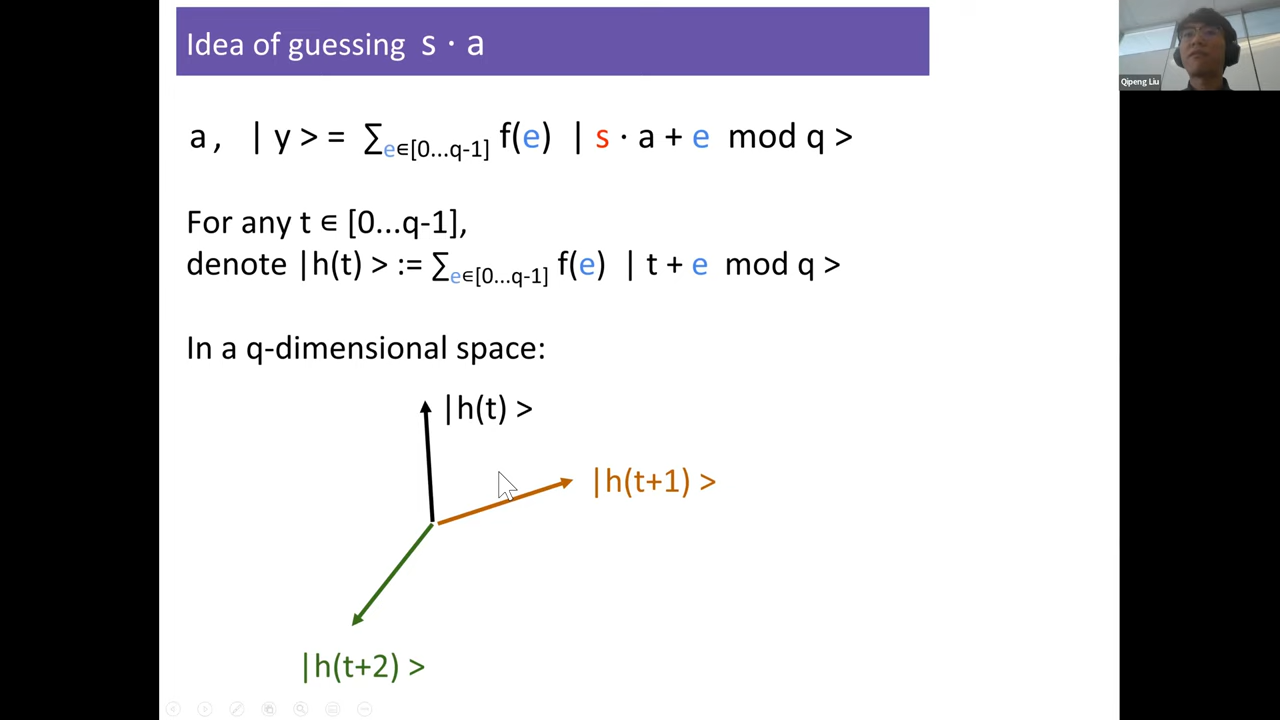 Idea of guessing s · a
Qipeng Liu
a, | y > = ∑e∈[0...q-1] f(e) | s · a + e mod q >
For any t ∈ [0...q-1],
denote |h(t) > := ∑e∈[0...q-1] f(e) | t + e mod q >
In a q-dimensional space:
|h(t) >
|h(t+1) >
|h(t+2) >